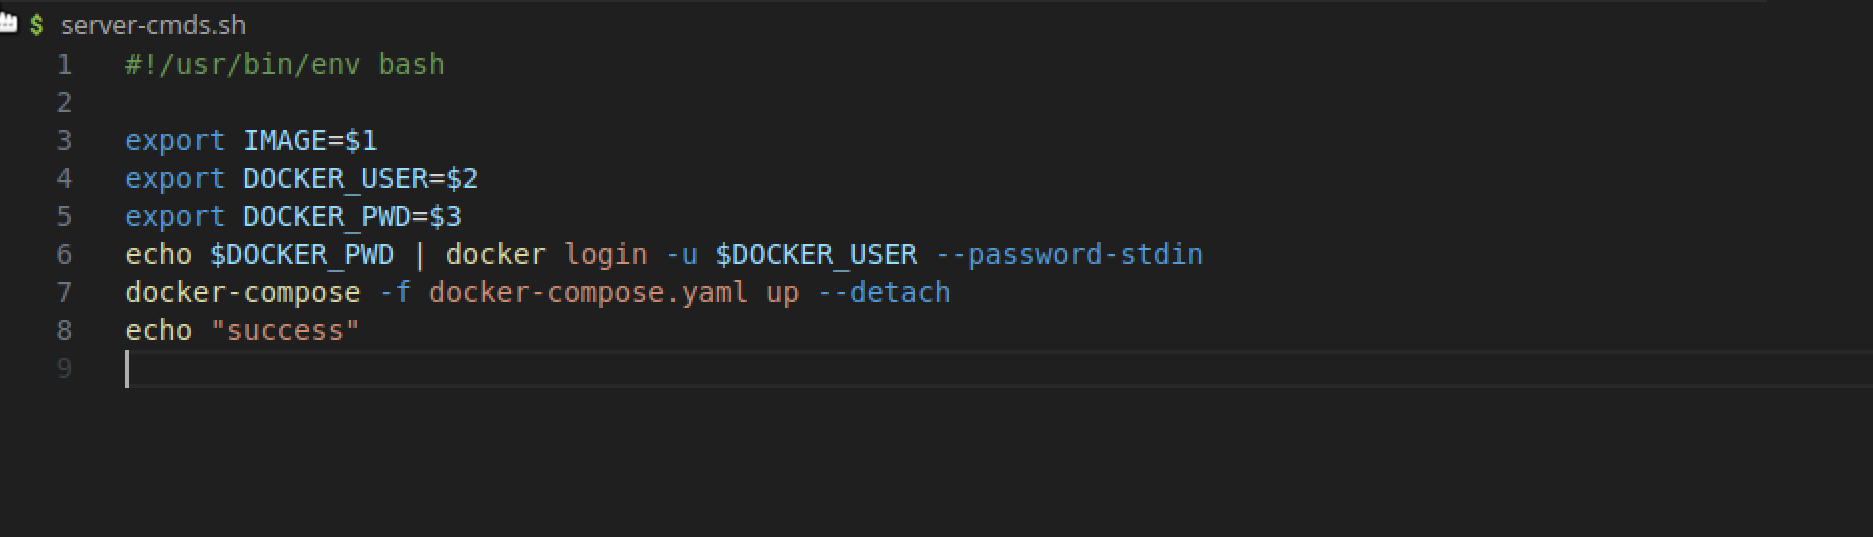 $ server-cmds.sh
1 #!/usr/bin/env bash
2
3 export IMAGE=$1
4 export DOCKER_USER=$2
5 export DOCKER_PWD=$3
6 echo $DOCKER_PWD | docker login -u $DOCKER_USER --password-stdin
7 docker-compose -f docker-compose.yaml up --detach
8 echo "success"
9